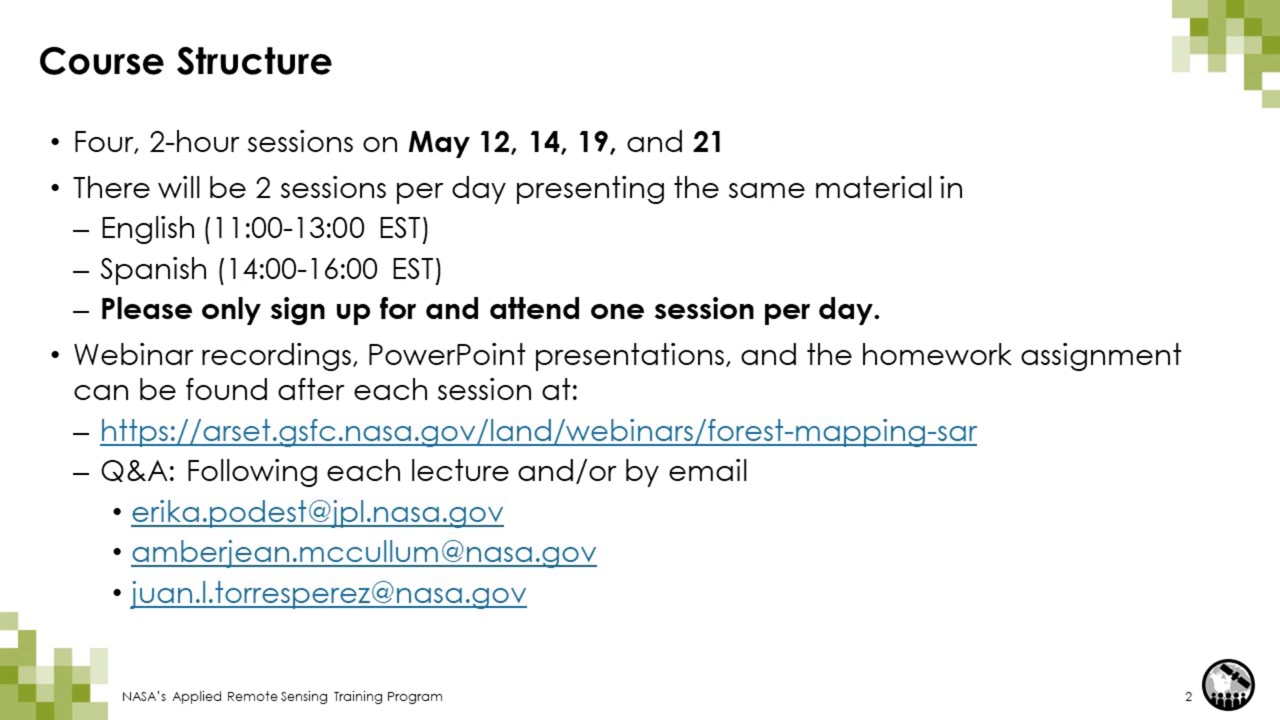 Course Structure
• Four, 2-hour sessions on May 12, 14, 19, and 21
• There will be 2 sessions per day presenting the same material in
– English (11:00-13:00 EST)
– Spanish (14:00-16:00 EST)
– Please only sign up for and attend one session per day.
• Webinar recordings, PowerPoint presentations, and the homework assignment
can be found after each session at:
– https://arset.gsfc.nasa.gov/land/webinars/forest-mapping-sar
– Q&A: Following each lecture and/or by email
• erika.podest@jpl.nasa.gov
• amberjean.mccullum@nasa.gov
• juan.l.torresperez@nasa.gov
NASA's Applied Remote Sensing Training Program
2